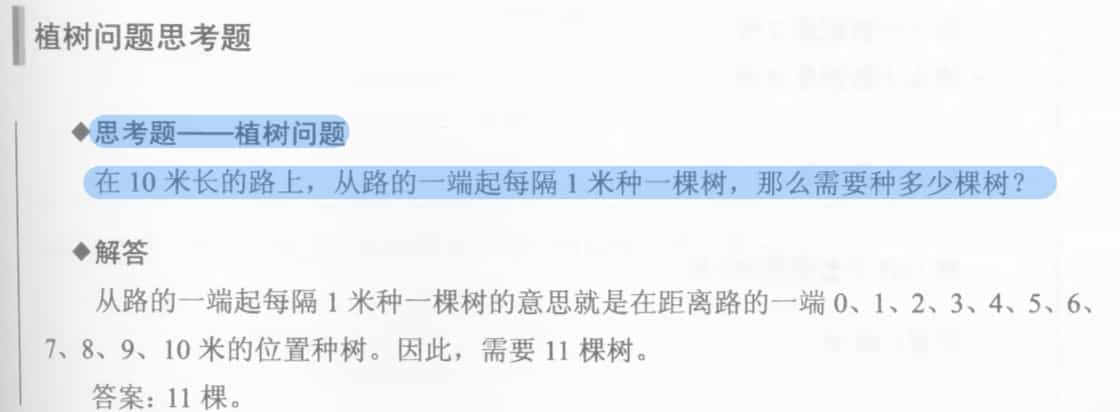 植树问题思考题
◆思考题——植树问题
在 10 米长的路上，从路的一端起每隔 1 米种一棵树，那么需要种多少棵树？
◆解答
从路的一端起每隔 1 米种一棵树的意思就是在距离路的一端 0、1、2、3、4、5、6、
7、8、9、10 米的位置种树。因此，需要 11 棵树。
答案：11 棵。